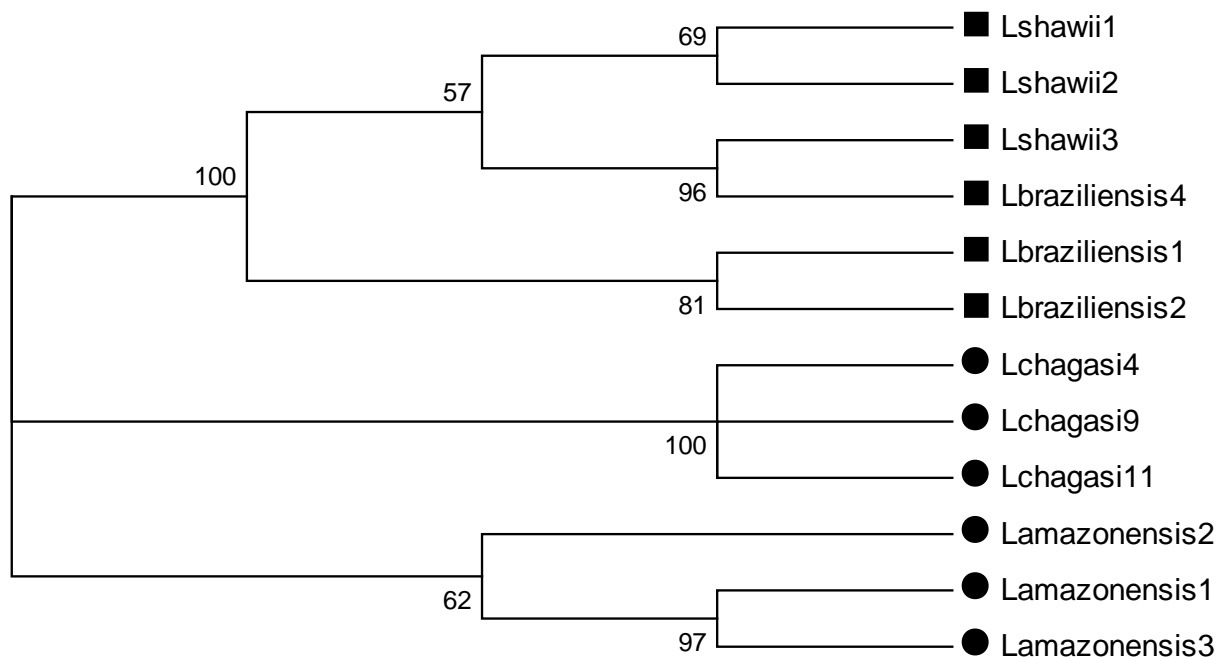 Lshawii1
69
Lshawii2
57
Lshawii3
100
96
Lbraziliensis4
Lbraziliensis1
81
Lbraziliensis2
Lchagasi4
Lchagasi9
100
Lchagasi11
Lamazonensis2
62
Lamazonensis1
97
Lamazonensis3